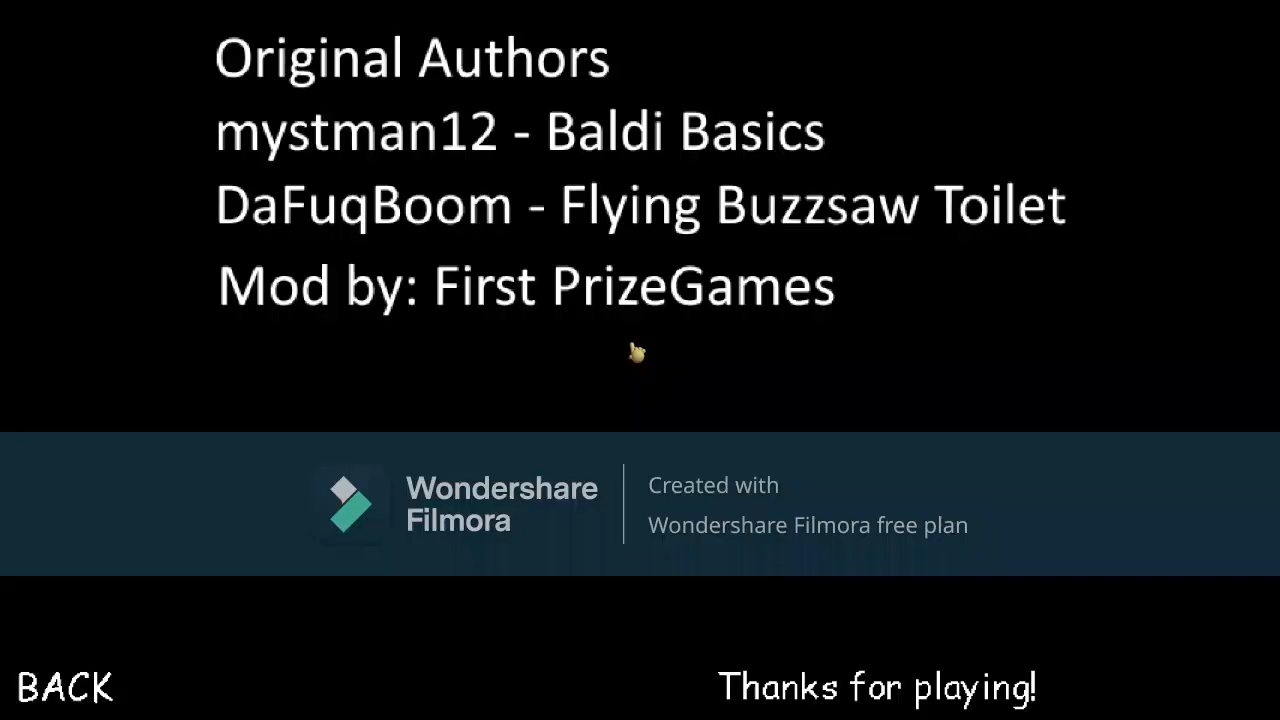 Original Authors
mystman12 - Baldi Basics
DaFuqBoom - Flying Buzzsaw Toilet
Mod by: First PrizeGames
Wondershare
Filmora
Created with
Wondershare Filmora free plan
BACK
Thanks for playing!